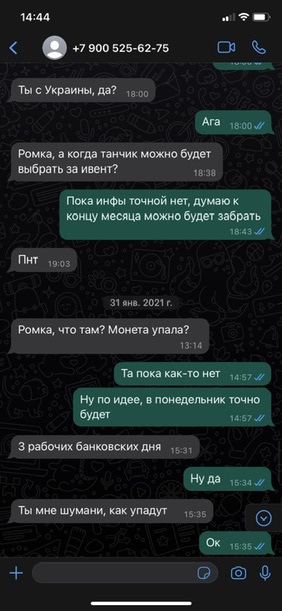 14:44
+7 900 525-62-75
Ты с Украины, да? 18:00
Ага 18:00
Ромка, а когда танчик можно будет
выбрать за ивент? 18:38
Пока инфы точной нет, думаю к
концу месяца можно будет забрать
18:43
Пнт 19:03
31 янв. 2021 г.
Ромка, что там? Монета упала?
13:14
Та пока как-то нет 14:57
Ну по идее, в понедельник точно
будет 14:57
3 рабочих банковских дня 15:31
Ну да 15:34
Ты мне шумани, как упадут 15:35
Ок 15:35